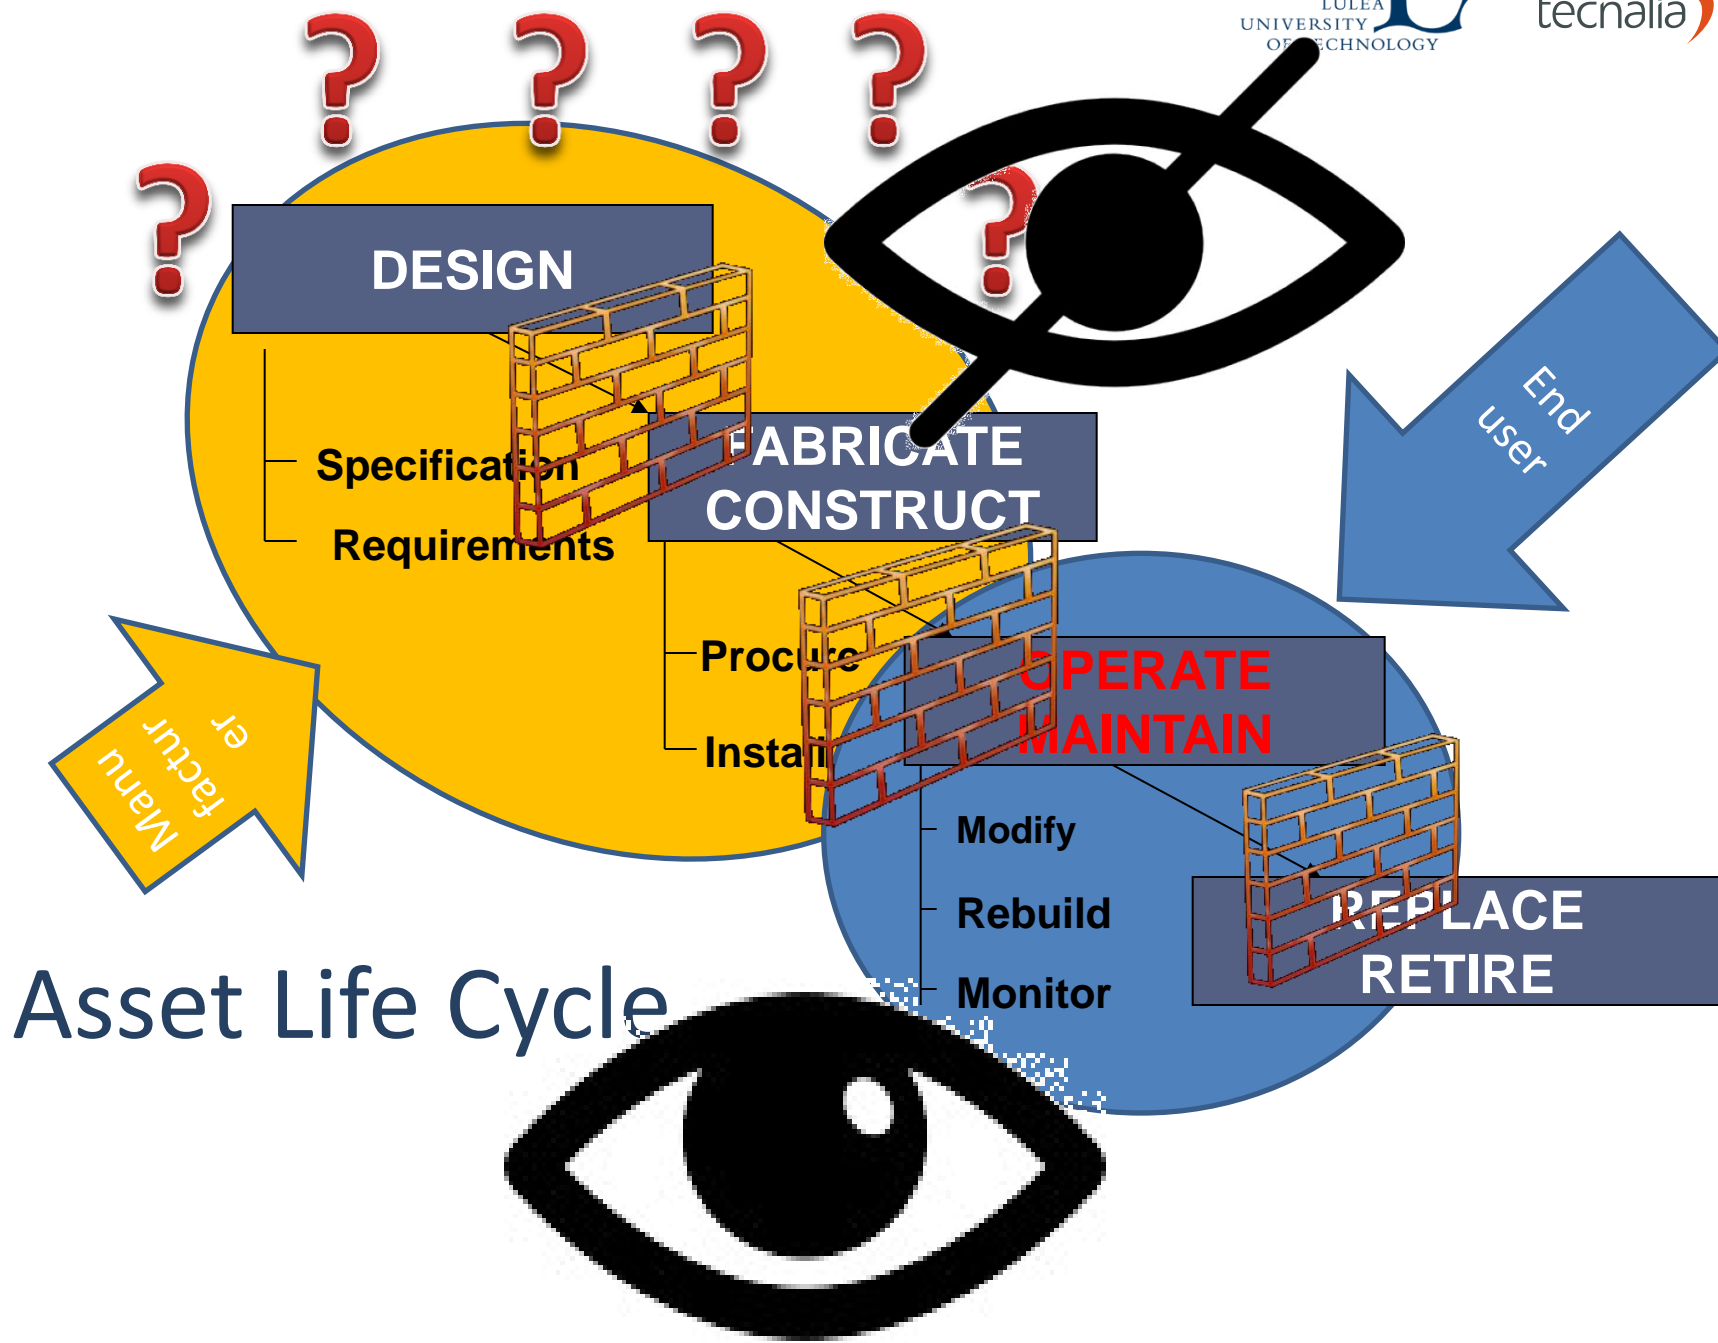 LULEÅ
UNIVERSITY
OF TECHNOLOGY
tecnalia
DESIGN
Specification
Requirements
FABRICATE
CONSTRUCT
Procure
Install
End
user
Manu
factur
er
OPERATE
MAINTAIN
Modify
Rebuild
Monitor
REPLACE
RETIRE
Asset Life Cycle